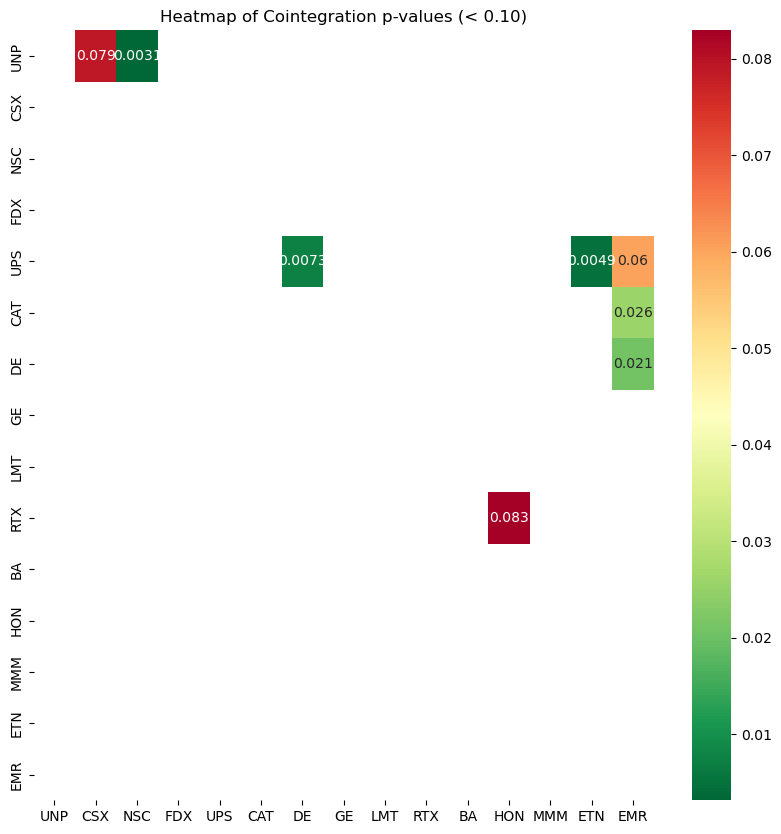 Heatmap of Cointegration p-values (< 0.10)
UNP
0.079
0.0031
CSX
NSC
FDX
UPS
0.0073
0.0049
0.06
CAT
0.026
DE
0.021
GE
LMT
RTX
0.083
BA
HON
MMM
ETN
EMR
UNP CSX NSC FDX UPS CAT DE GE LMT RTX BA HON MMM ETN EMR
0.08
0.07
0.06
0.05
0.04
0.03
0.02
0.01